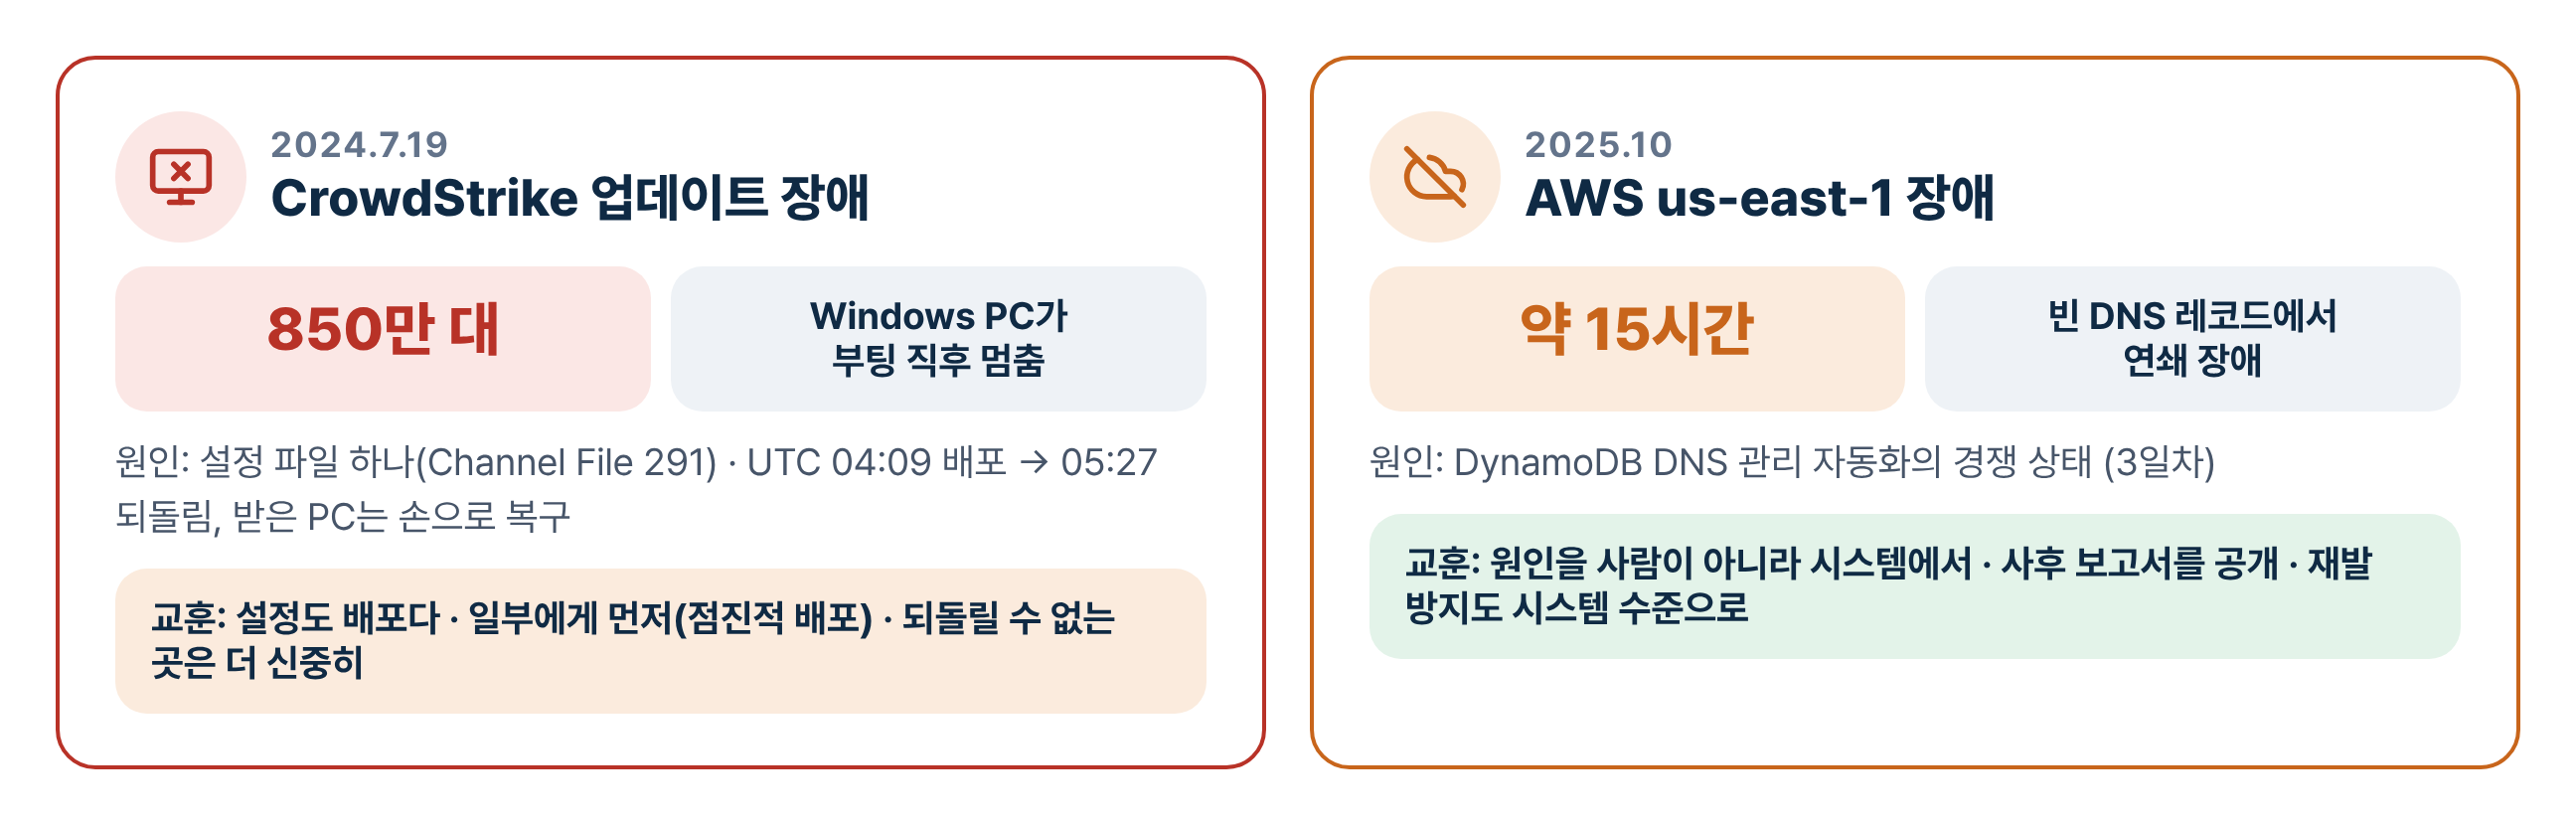 2024.7.19
CrowdStrike 업데이트 장애
850만 대
Windows PC가
부팅 직후 멈춤
원인: 설정 파일 하나(Channel File 291) · UTC 04:09 배포 → 05:27
되돌림, 받은 PC는 손으로 복구
교훈: 설정도 배포다 · 일부에게 먼저(점진적 배포) · 되돌릴 수 없는
곳은 더 신중히
2025.10
AWS us-east-1 장애
약 15시간
빈 DNS 레코드에서
연쇄 장애
원인: DynamoDB DNS 관리 자동화의 경쟁 상태 (3일차)
교훈: 원인을 사람이 아니라 시스템에서 · 사후 보고서를 공개 · 재발
방지도 시스템 수준으로